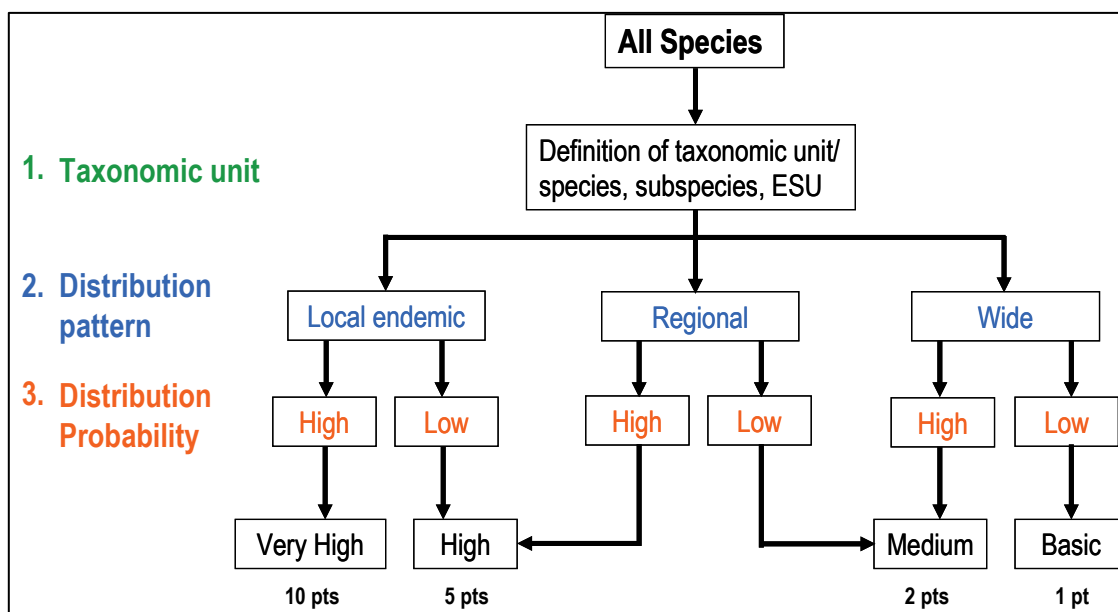 All Species
1. Taxonomic unit
Definition of taxonomic unit/
species, subspecies, ESU
2. Distribution
pattern
Local endemic
Regional
Wide
3. Distribution
Probability
High
Low
High
Low
High
Low
Very High
High
Medium
Basic
10 pts
5 pts
2 pts
1 pt